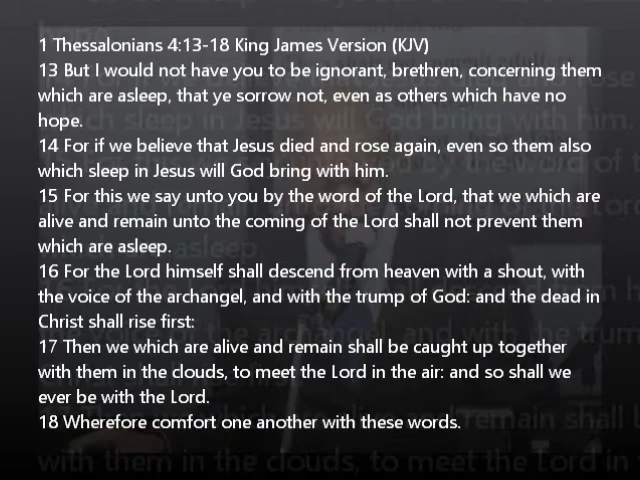 1 Thessalonians 4:13-18 King James Version (KJV)
13 But I would not have you to be ignorant, brethren, concerning them
which are asleep, that ye sorrow not, even as others which have no
hope.
14 For if we believe that Jesus died and rose again, even so them also
which sleep in Jesus will God bring with him.
15 For this we say unto you by the word of the Lord, that we which are
alive and remain unto the coming of the Lord shall not prevent them
which are asleep.
16 For the Lord himself shall descend from heaven with a shout, with
the voice of the archangel, and with the trump of God: and the dead in
Christ shall rise first:
17 Then we which are alive and remain shall be caught up together
with them in the clouds, to meet the Lord in the air: and so shall we
ever be with the Lord.
18 Wherefore comfort one another with these words.